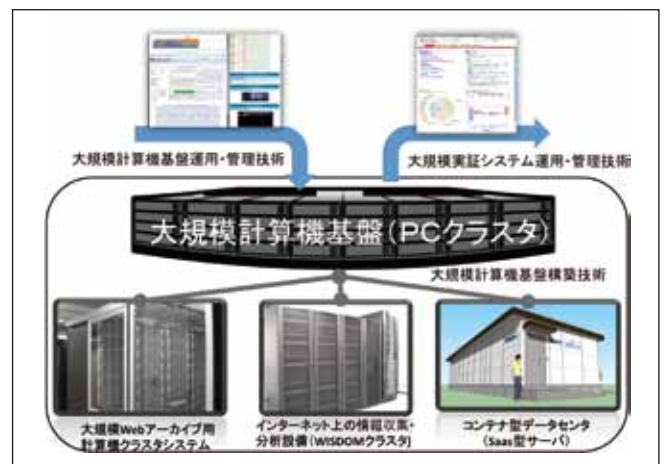 大規模計算機基盤運用・管理技術
大規模実証システム運用・管理技術
大規模計算機基盤(PCクラスタ)
大規模計算機基盤構築技術
大規模Webアーカイブ用
計算機クラスタシステム
インターネット上の情報収集・
分析設備(WISDOMクラスタ)
コンテナ型データセンタ
(SaaS型サーバ)